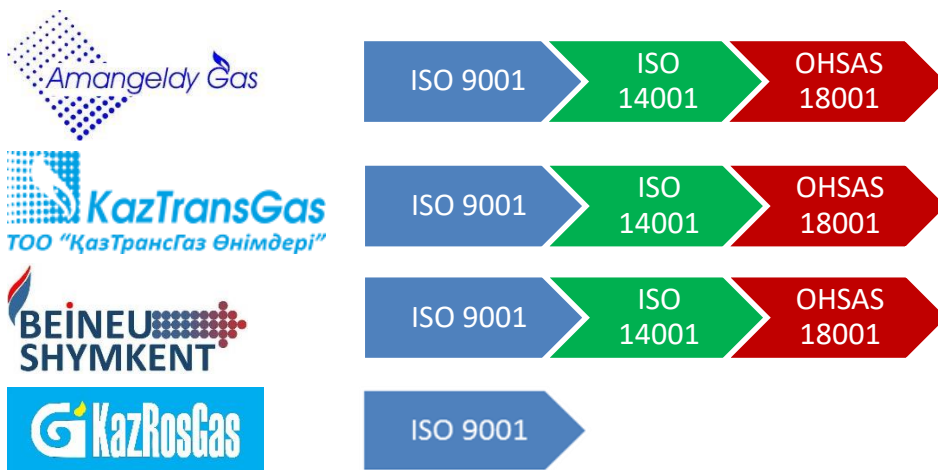 Amangeldy Gas
ISO 9001
ISO
14001
OHSAS
18001
KazTransGas
ТОО “ҚазТрансГаз Өнімдері”
ISO 9001
ISO
14001
OHSAS
18001
BEINEU
SHYMKENT
ISO 9001
ISO
14001
OHSAS
18001
G KazRosGas
ISO 9001